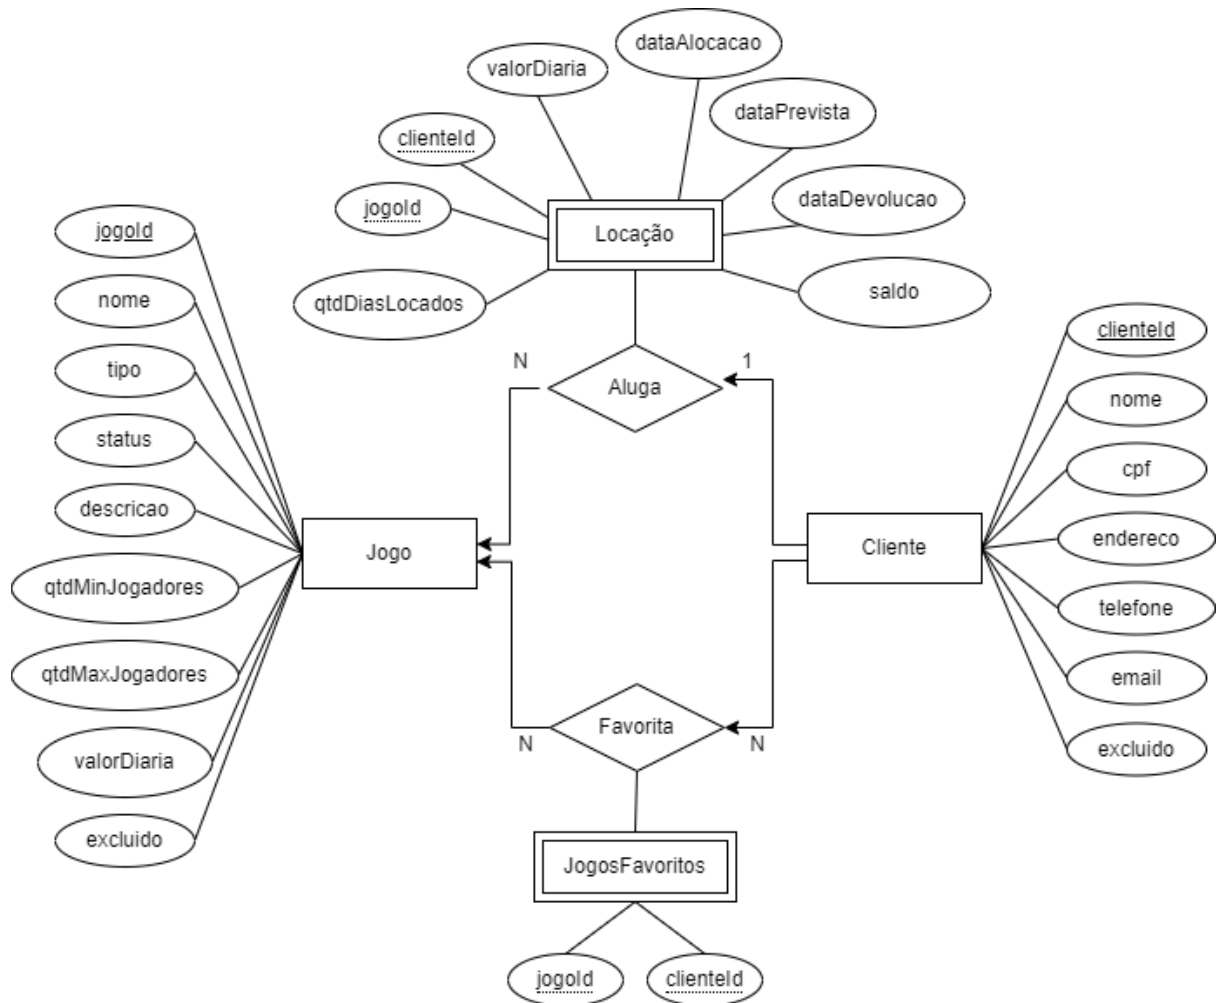 dataAlocacao
valorDiaria
dataPrevista
clienteId
dataDevolucao
jogoId
Locação
qtdDiasLocados
saldo
jogoId
nome
tipo
status
descricao
qtdMinJogadores
qtdMaxJogadores
valorDiaria
excluido
N
Aluga
1
Jogo
Cliente
clienteId
nome
cpf
endereco
telefone
email
excluido
Favorita
N
N
JogosFavoritos
jogoId
clienteId